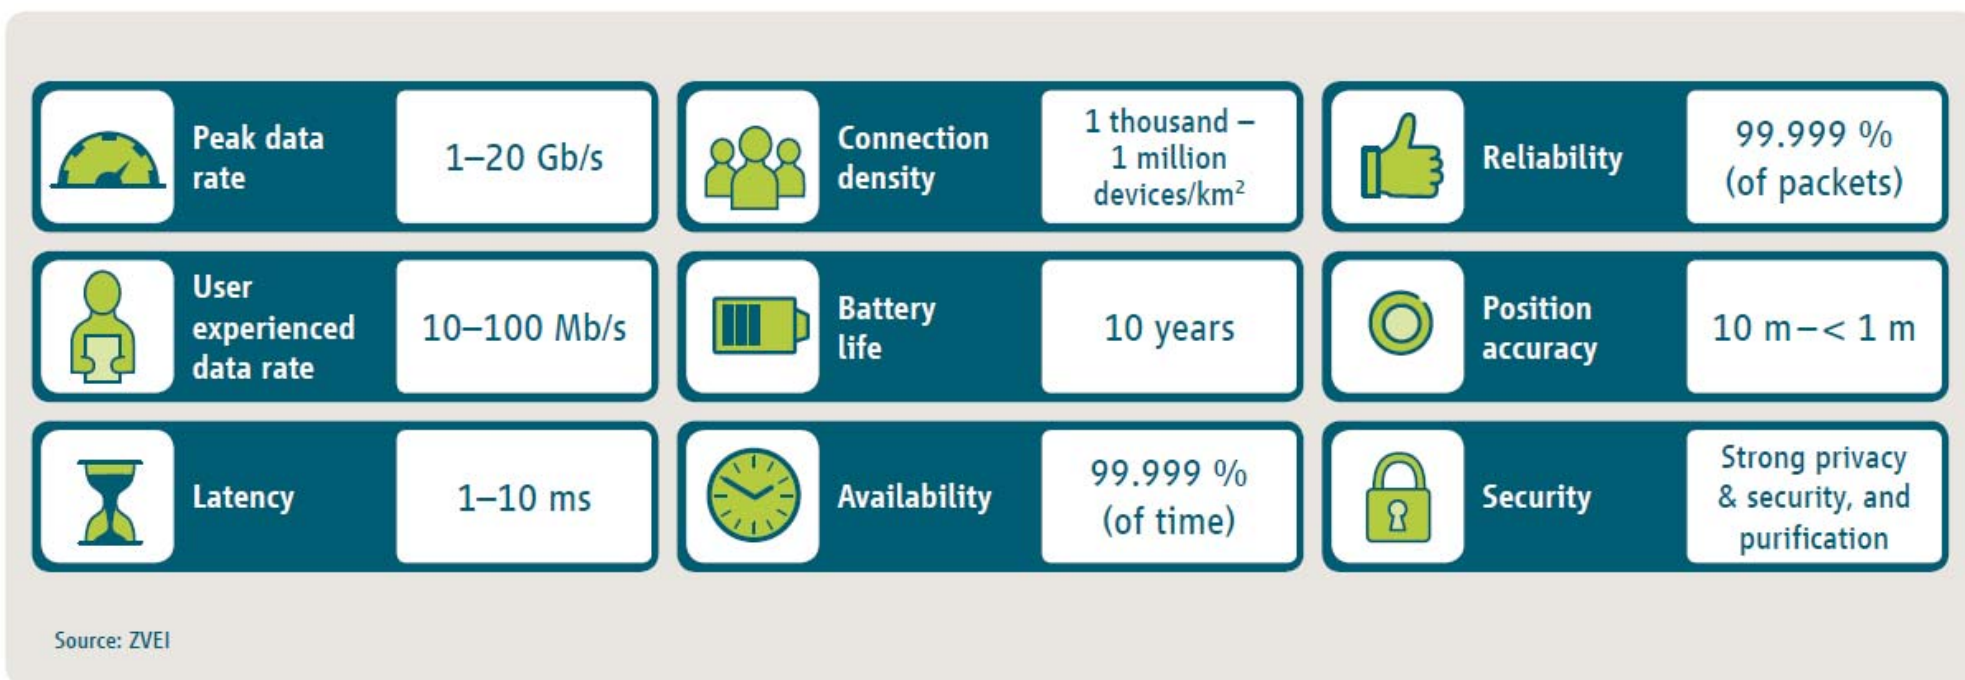 Peak data
rate
1–20 Gb/s
Connection
density
1 thousand –
1 million
devices/km²
Reliability
99.999 %
(of packets)
User
experienced
data rate
10–100 Mb/s
Battery
life
10 years
Position
accuracy
10 m–< 1 m
Latency
1–10 ms
Availability
99.999 %
(of time)
Security
Strong privacy
& security, and
purification
Source: ZVEI